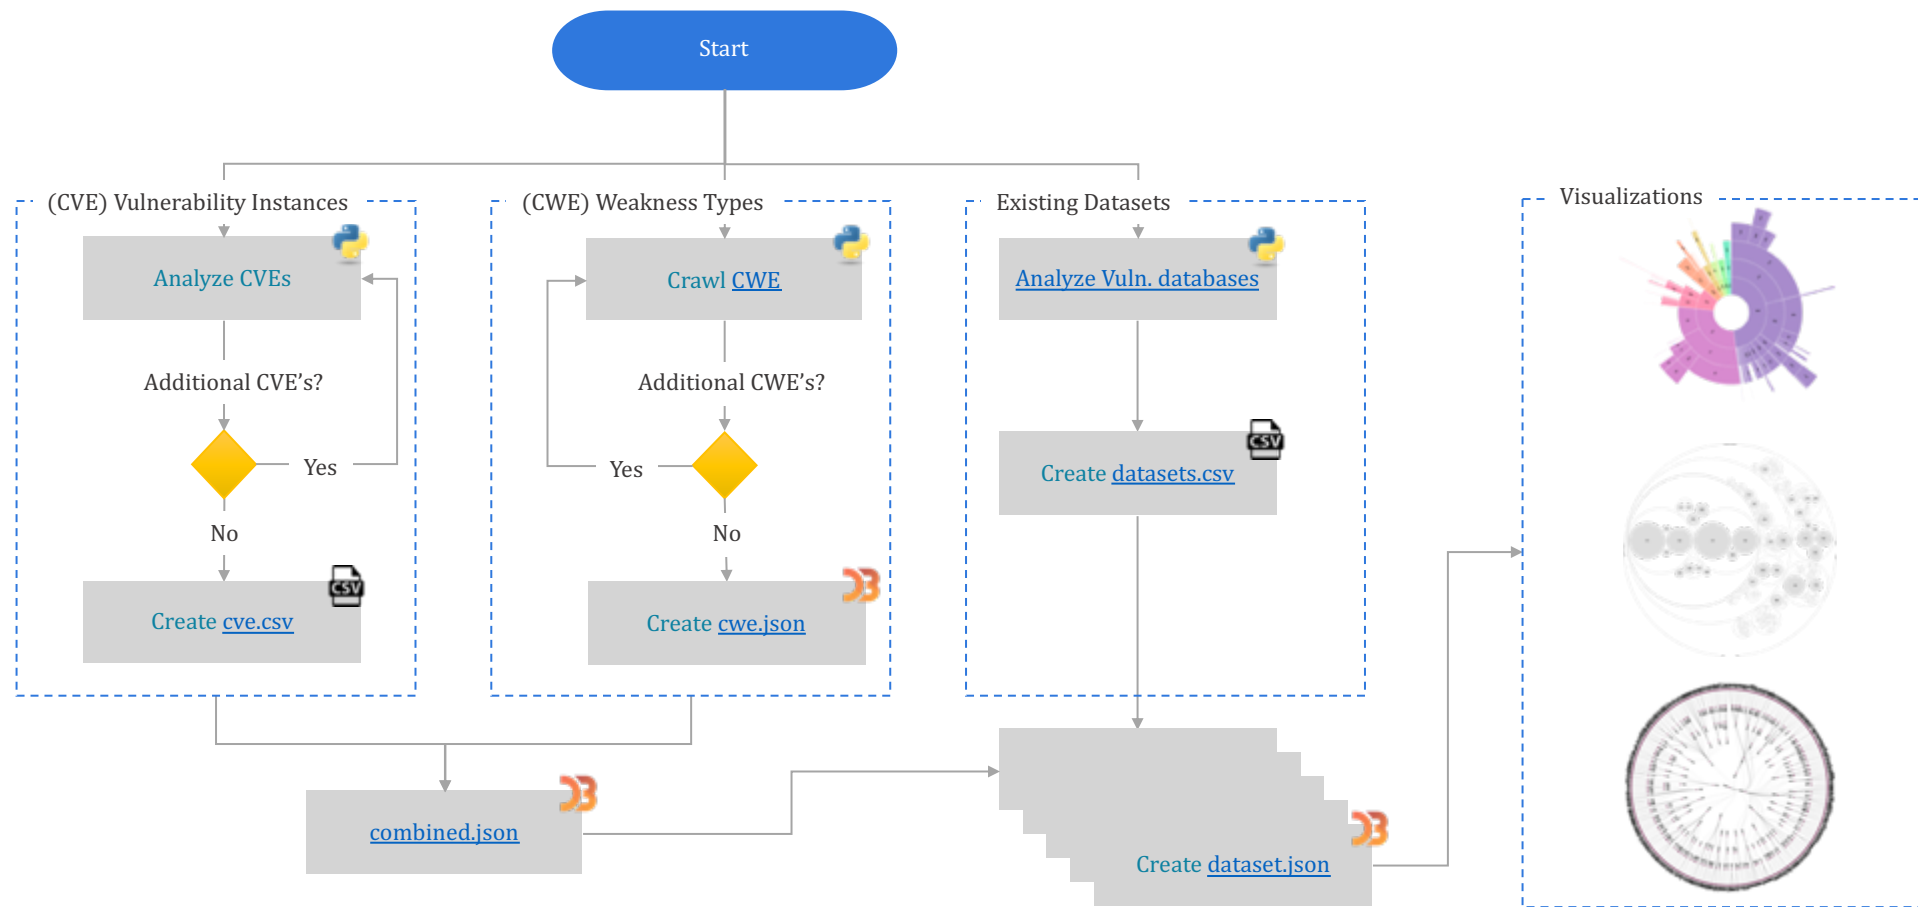 Start
(CVE) Vulnerability Instances
Analyze CVEs
Additional CVE’s?
Yes
No
CSV
Create cve.csv
(CWE) Weakness Types
Crawl CWE
Additional CWE’s?
Yes
No
Create cwe.json
Existing Datasets
Analyze Vuln. databases
CSV
Create datasets.csv
combined.json
Create dataset.json
Visualizations